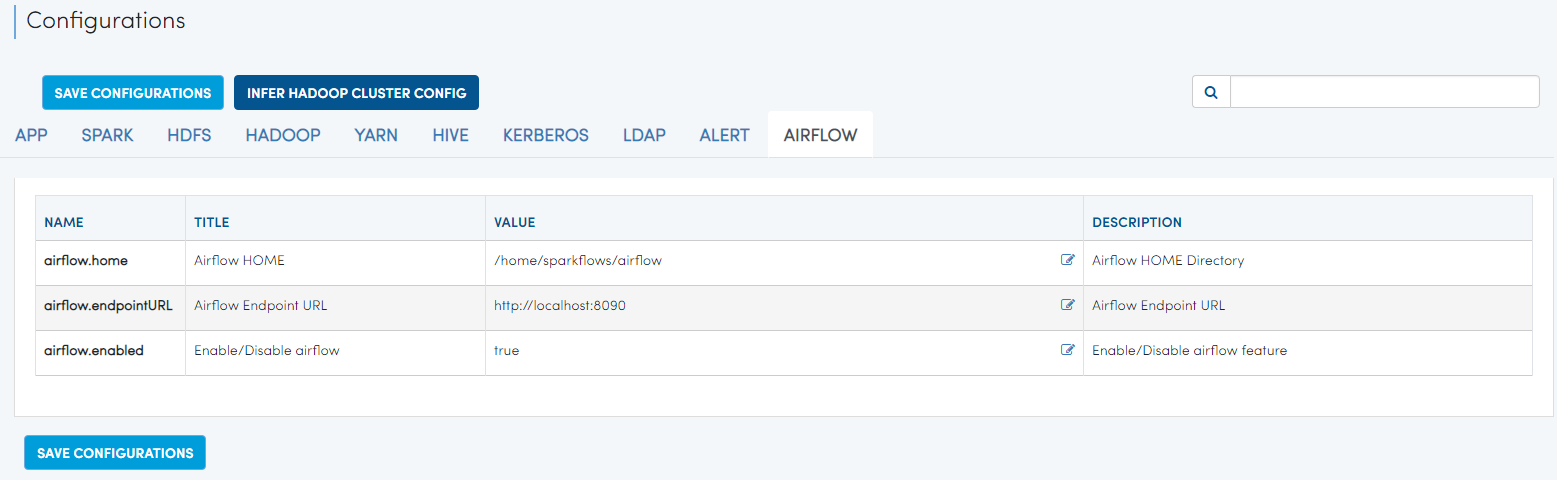 Configurations
SAVE CONFIGURATIONS INFER HADOOP CLUSTER CONFIG
APP SPARK HDFS HADOOP YARN HIVE KERBEROS LDAP ALERT AIRFLOW
NAME TITLE VALUE DESCRIPTION
airflow.home Airflow HOME /home/sparkflows/airflow Airflow HOME Directory
airflow.endpointURL Airflow Endpoint URL http://localhost:8090 Airflow Endpoint URL
airflow.enabled Enable/Disable airflow true Enable/Disable airflow feature
SAVE CONFIGURATIONS